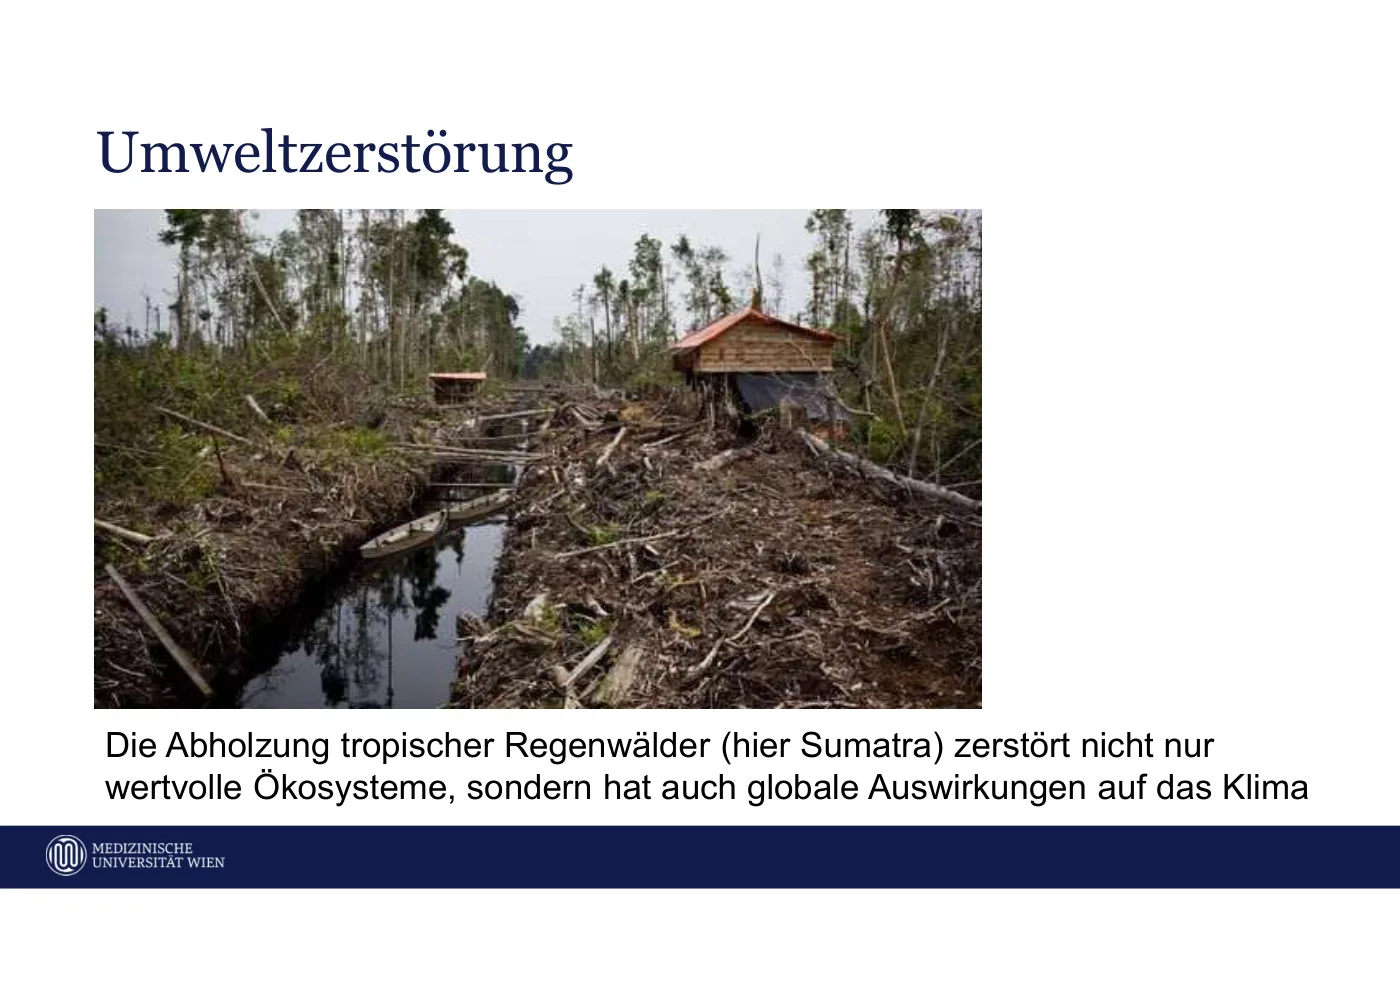 Umweltzerstörung
Die Abholzung tropischer Regenwälder (hier Sumatra) zerstört nicht nur
wertvolle Ökosysteme, sondern hat auch globale Auswirkungen auf das Klima
MEDIZINISCHE
UNIVERSITÄT WIEN